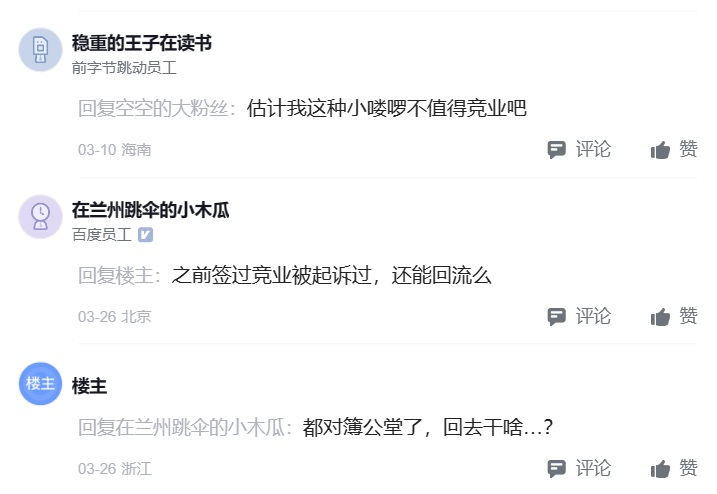 稳重的王子在读书
前字节跳动员工
回复空空的大粉丝：估计我这种小喽啰不值得竞业吧
03-10 海南 评论 赞
在兰州跳伞的小木瓜
百度员工
回复楼主：之前签过竞业被起诉过，还能回流么
03-26 北京 评论 赞
楼主 楼主
回复在兰州跳伞的小木瓜：都对簿公堂了，回去干啥...？
03-26 浙江 评论 赞